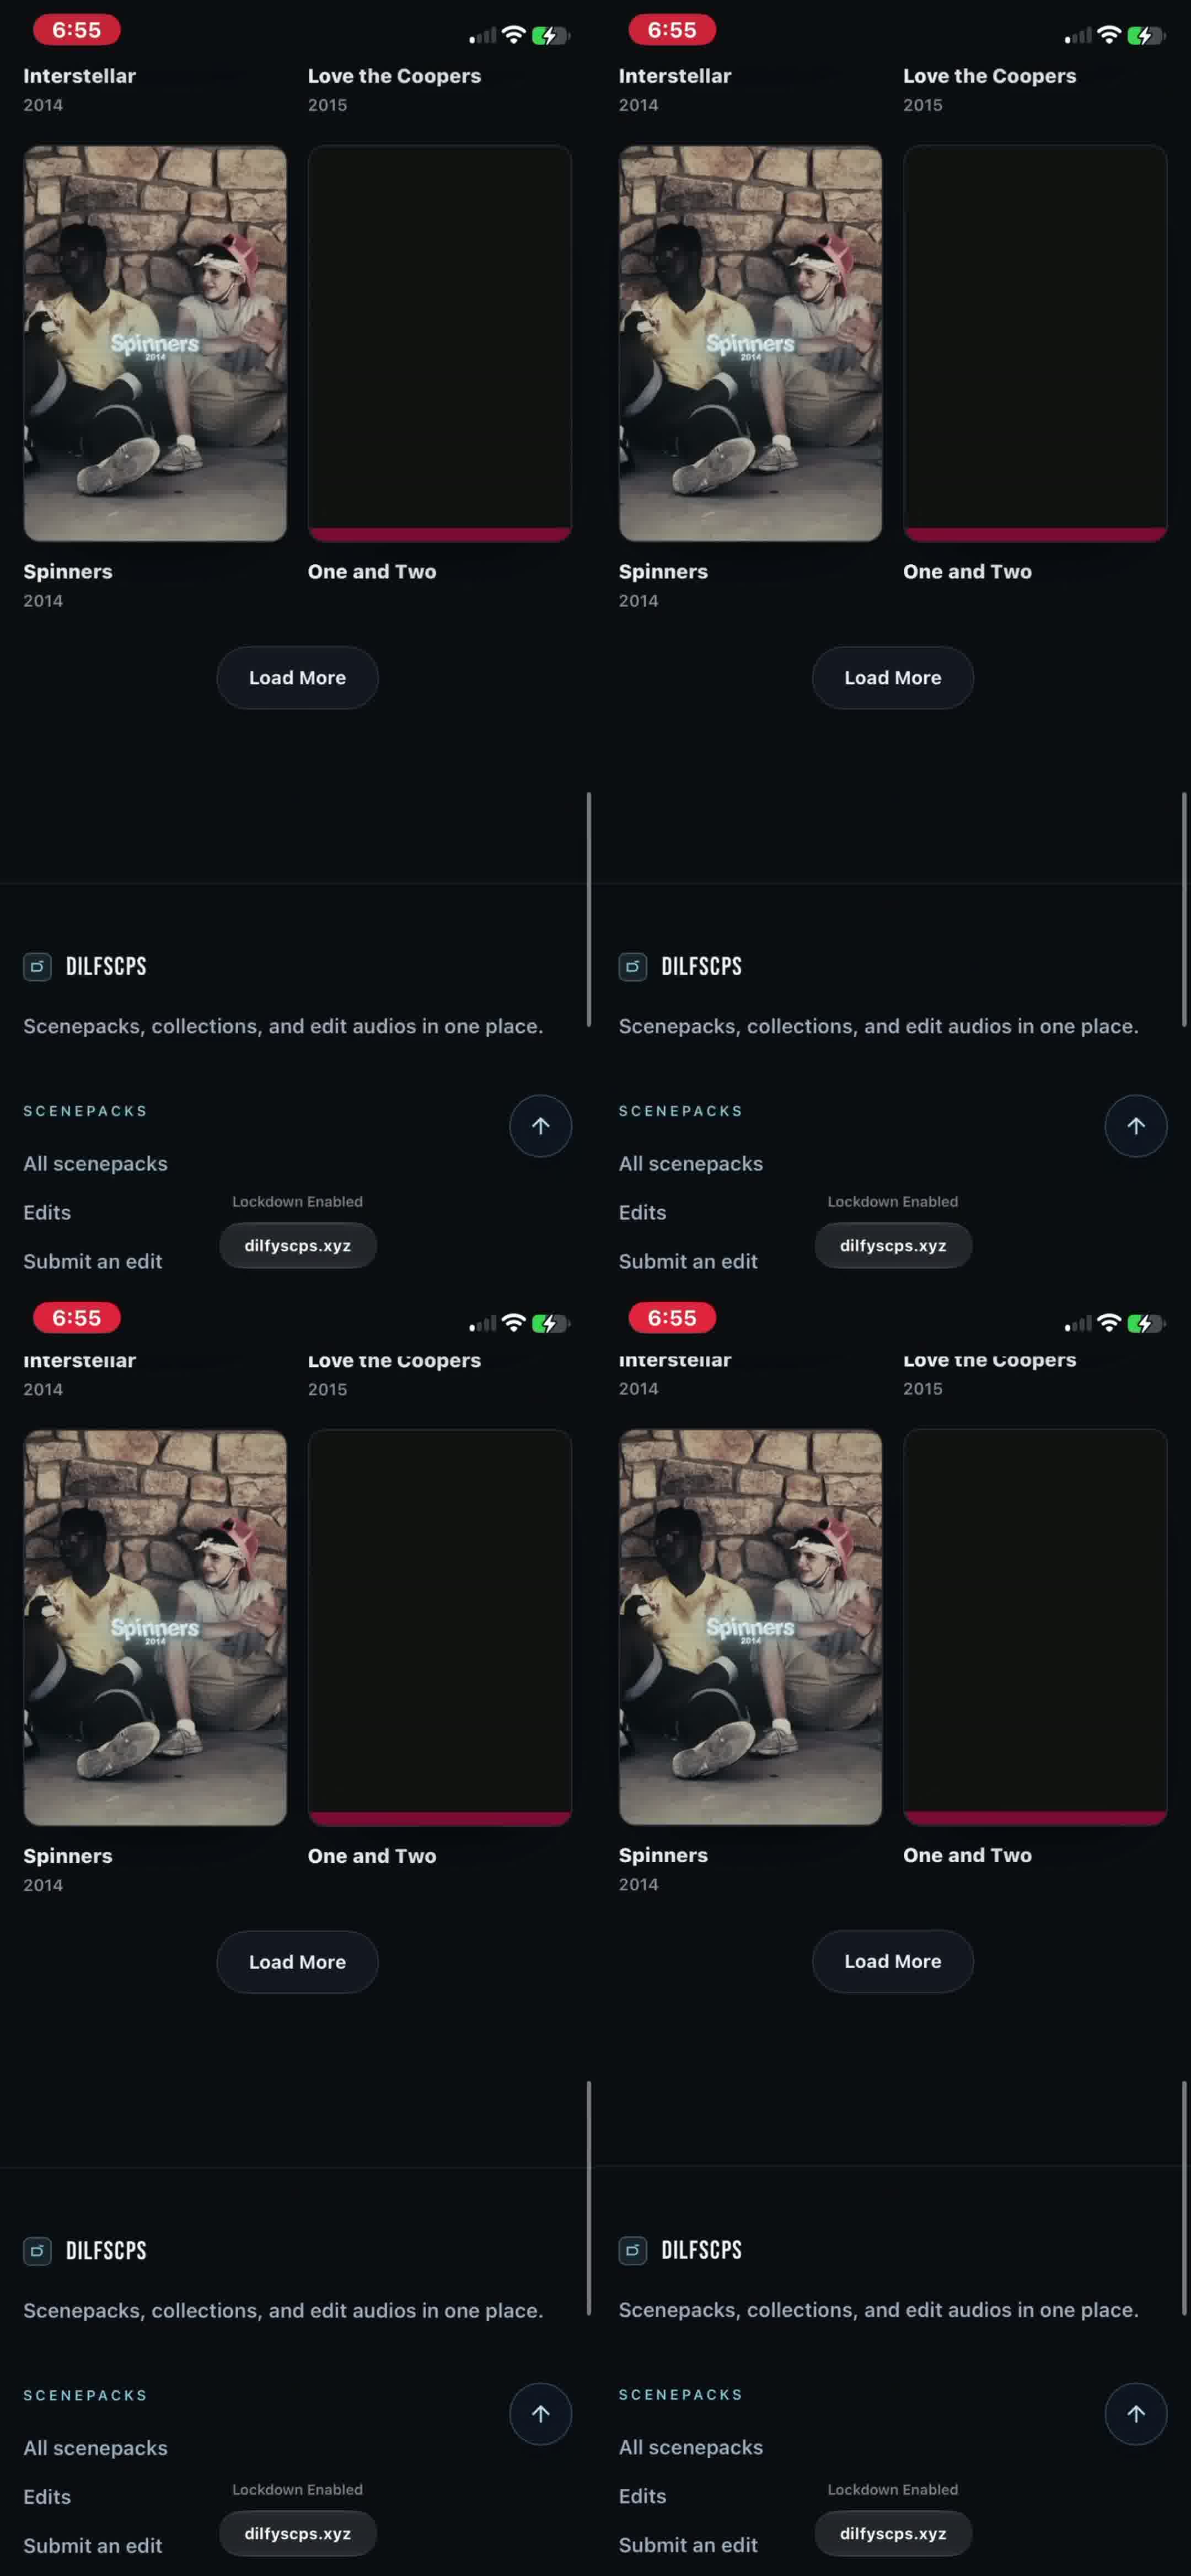 6:55
Interstellar
Love the Coopers
2014
2015
Spinners
2014
Spinners
One and Two
2014
Load More
DILFSCPS
Scenepacks, collections, and edit audios in one place.
SCENEPACKS
All scenepacks
Lockdown Enabled
Edits
dilfyscps.xyz
Submit an edit
6:55
Interstellar
Love the Coopers
2014
2015
Spinners
2014
Spinners
One and Two
2014
Load More
DILFSCPS
Scenepacks, collections, and edit audios in one place.
SCENEPACKS
All scenepacks
Lockdown Enabled
Edits
dilfyscps.xyz
Submit an edit
6:55
Interstellar
Love the Coopers
2014
2015
Spinners
2014
Spinners
One and Two
2014
Load More
DILFSCPS
Scenepacks, collections, and edit audios in one place.
SCENEPACKS
All scenepacks
Lockdown Enabled
Edits
dilfyscps.xyz
Submit an edit
6:55
Interstellar
Love the Coopers
2014
2015
Spinners
2014
Spinners
One and Two
2014
Load More
DILFSCPS
Scenepacks, collections, and edit audios in one place.
SCENEPACKS
All scenepacks
Lockdown Enabled
Edits
dilfyscps.xyz
Submit an edit